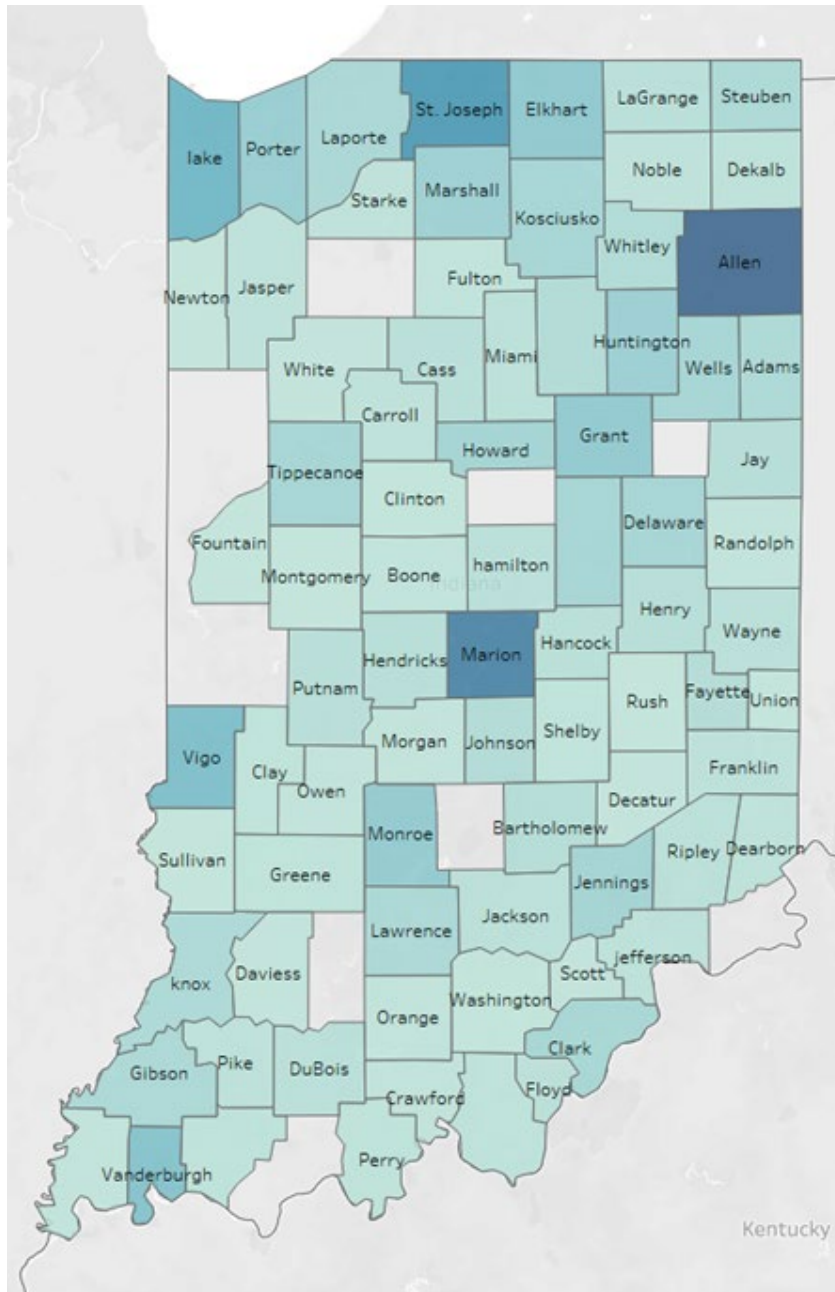 LaGrange
Steuben
St. Joseph
Elkhart
Laporte
lake
Porter
Noble
Dekalb
Marshall
Starke
Kosciusko
Whitley
Allen
Fulton
Jasper
Newton
Huntington
Miami
White
Cass
Wells
Adams
Carroll
Grant
Howard
Jay
Tippecanoe
Clinton
Delaware
Fountain
Randolph
hamilton
Montgomery
Boone
Indiana
Henry
Wayne
Hancock
Marion
Hendricks
Putnam
Fayette
Union
Rush
Shelby
Morgan
Johnson
Vigo
Franklin
Clay
Owen
Decatur
Bartholomew
Monroe
Ripley
Dearborn
Sullivan
Greene
Jennings
Jackson
Lawrence
jefferson
Scott
Daviess
knox
Washington
Orange
Clark
Pike
DuBois
Gibson
Floyd
Crawford
Perry
Vanderburgh
Kentucky